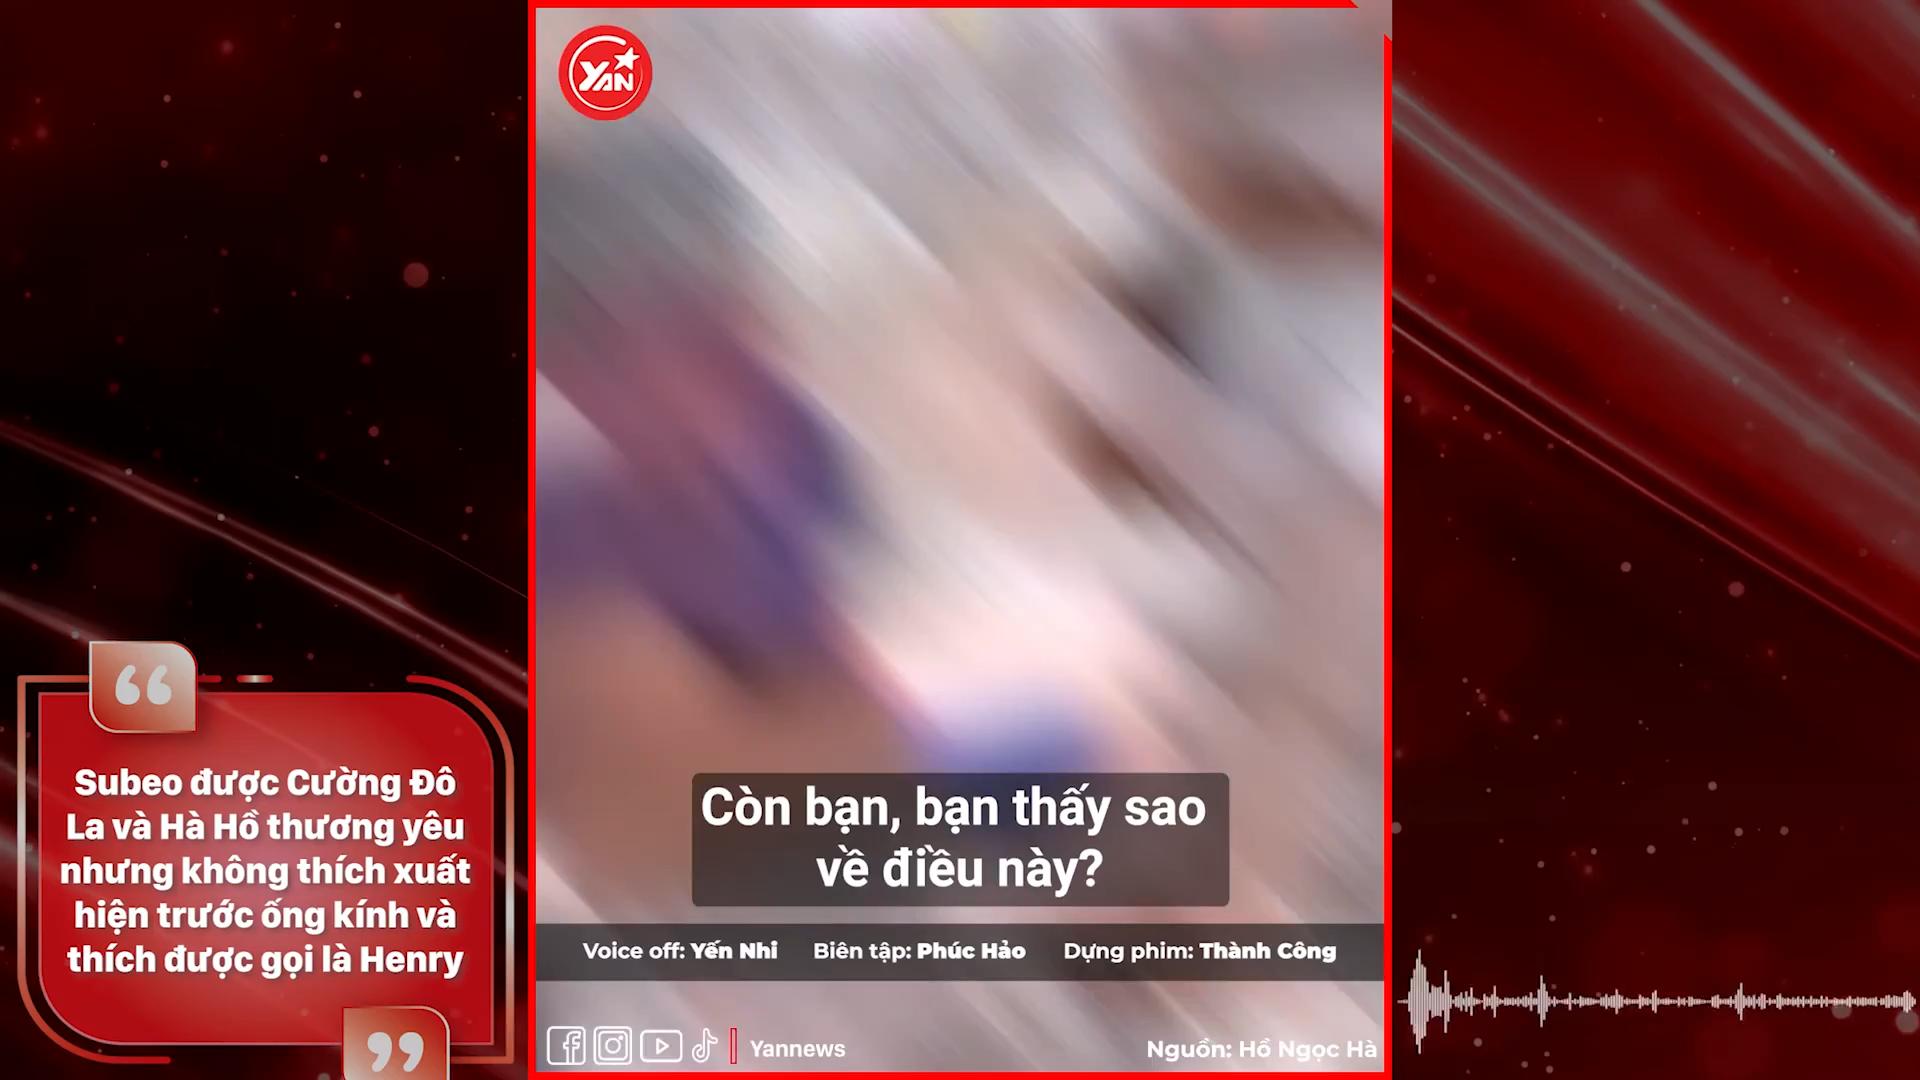 YAN
Còn bạn, bạn thấy sao
về điều này?
Voice off: Yến Nhi Biên tập: Phúc Hảo Dựng phim: Thành Công
Yannews
Nguồn: Hồ Ngọc Hà
Subeo được Cường Đô
La và Hà Hồ thương yêu
nhưng không thích xuất
hiện trước ống kính và
thích được gọi là Henry